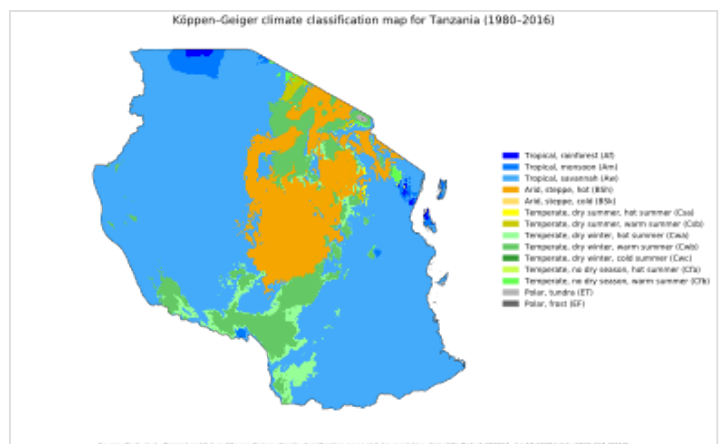 Köppen–Geiger climate classification map for Tanzania (1980–2016)
Tropical, rainforest (Af)
Tropical, monsoon (Am)
Tropical, savannah (Aw)
Arid, steppe, hot (BSh)
Arid, steppe, cold (BSk)
Temperate, dry summer, hot summer (Csa)
Temperate, dry summer, warm summer (Csb)
Temperate, dry winter, hot summer (Cwa)
Temperate, dry winter, warm summer (Cwb)
Temperate, dry winter, cold summer (Cwc)
Temperate, no dry season, hot summer (Cfa)
Temperate, no dry season, warm summer (Cfb)
Polar, tundra (ET)
Polar, frost (EF)